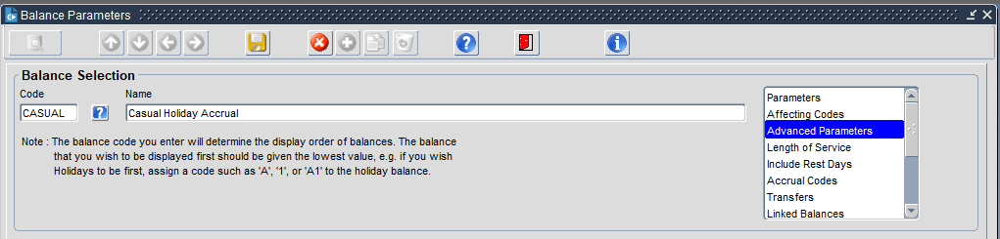 Balance Parameters
Balance Selection
Code
Name
CASUAL
Casual Holiday Accrual
Note : The balance code you enter will determine the display order of balances. The balance
that you wish to be displayed first should be given the lowest value, e.g. if you wish
Holidays to be first, assign a code such as 'A', '1', or 'A1' to the holiday balance.
Parameters
Affecting Codes
Advanced Parameters
Length of Service
Include Rest Days
Accrual Codes
Transfers
Linked Balances